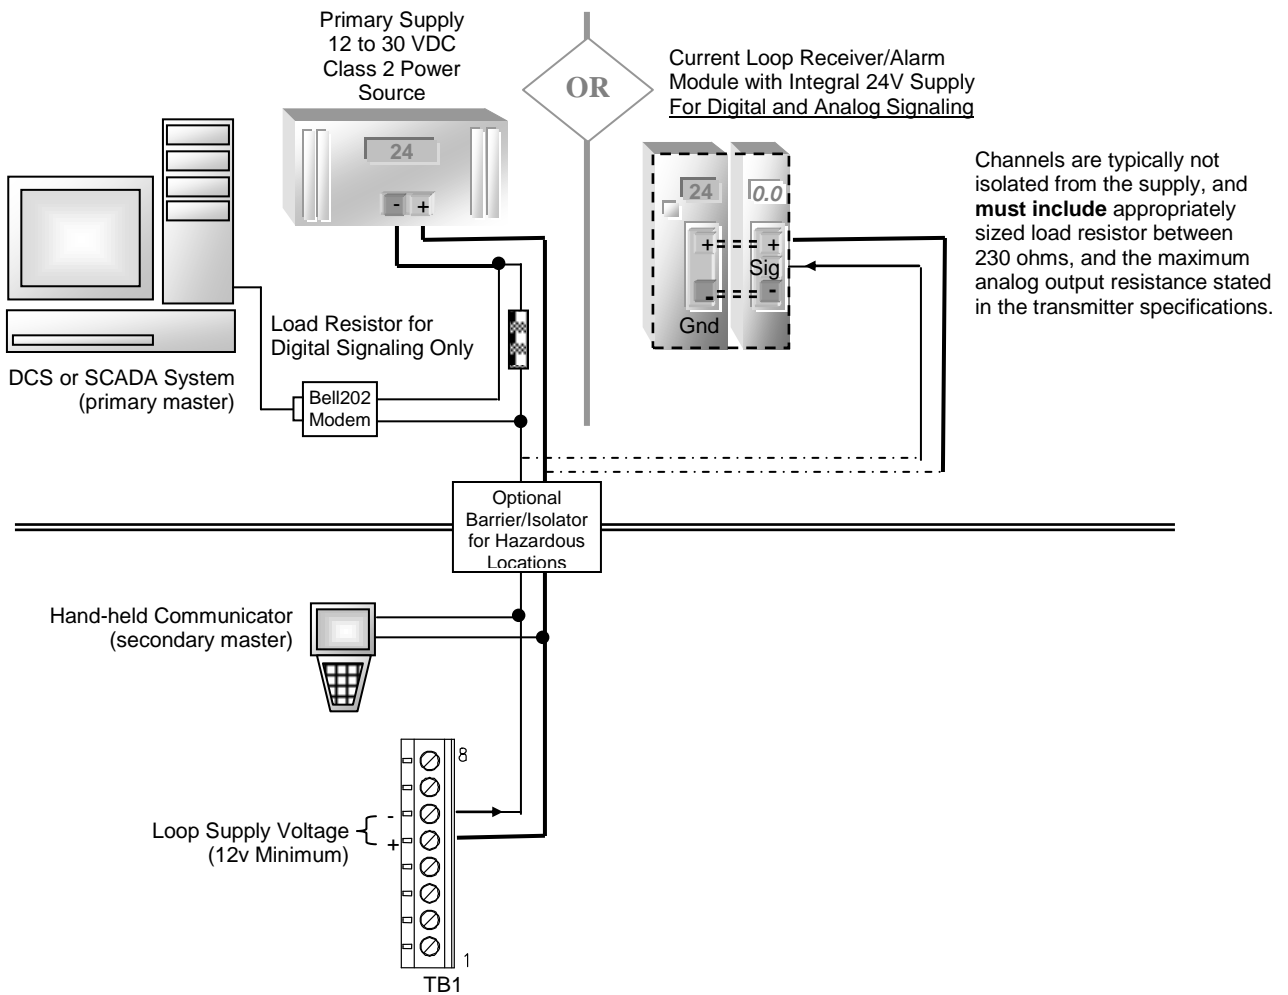 Primary Supply
12 to 30 VDC
Class 2 Power
Source
OR
Current Loop Receiver/Alarm
Module with Integral 24V Supply
For Digital and Analog Signaling
24
- +
24
0.0
+ +
Sig
- -
Gnd
Channels are typically not
isolated from the supply, and
must include appropriately
sized load resistor between
230 ohms, and the maximum
analog output resistance stated
in the transmitter specifications.
Load Resistor for
Digital Signaling Only
DCS or SCADA System
(primary master)
Bell202
Modem
Optional
Barrier/Isolator
for Hazardous
Locations
Hand-held Communicator
(secondary master)
8
-
Loop Supply Voltage
+
(12v Minimum)
1
TB1